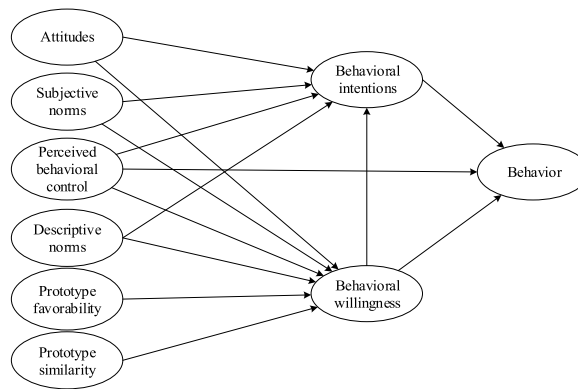 Attitudes
Subjective
norms
Perceived
behavioral
control
Descriptive
norms
Prototype
favorability
Prototype
similarity
Behavioral
intentions
Behavioral
willingness
Behavior